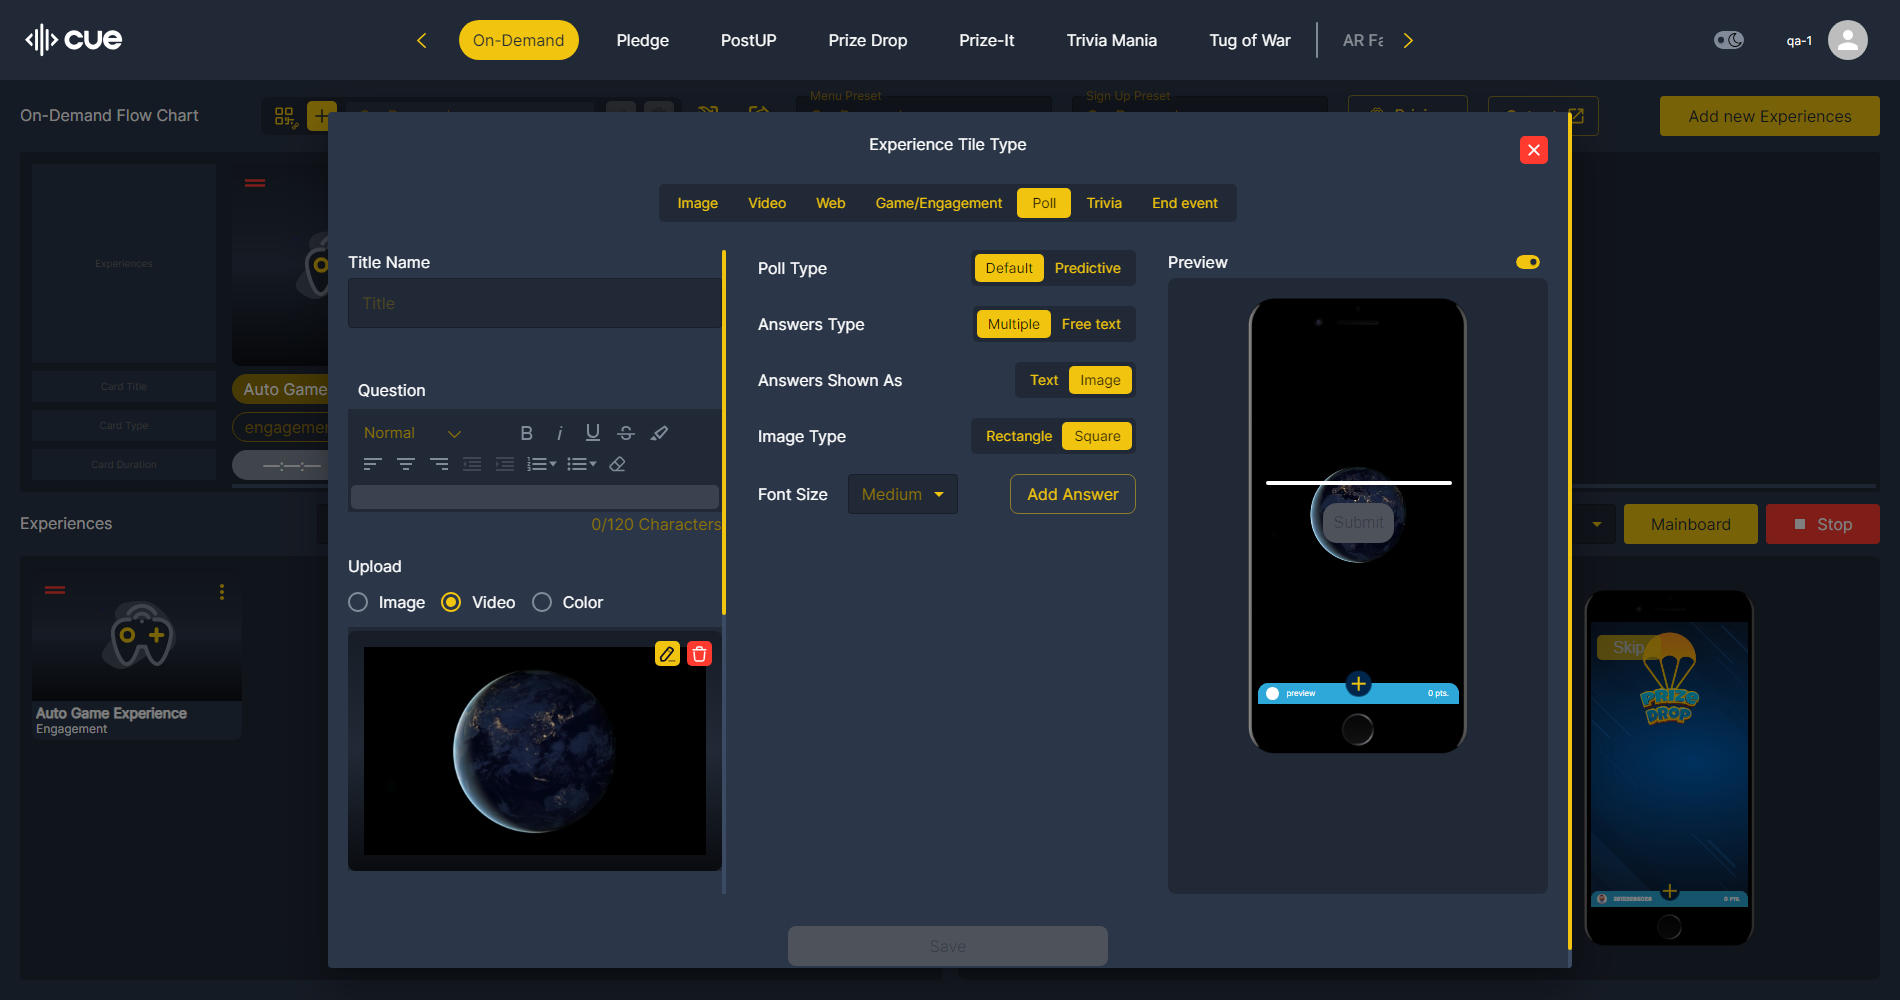 cue
On-Demand
Pledge
PostUP
Prize Drop
Prize-It
Trivia Mania
Tug of War
AR Fa
qa-1
On-Demand Flow Chart
Menu Preset
Sign Up Preset
Add new Experiences
Experience Tile Type
Image
Video
Web
Game/Engagement
Poll
Trivia
End event
Experiences
Card Title
Card Type
Card Duration
Auto Game
engagemen
—:—:—
Title Name
Title
Question
Normal
0/120 Characters
Upload
Image
Video
Color
Poll Type
Default
Predictive
Answers Type
Multiple
Free text
Answers Shown As
Text
Image
Image Type
Rectangle
Square
Font Size
Medium
Add Answer
Preview
Submit
preview
0 pts.
Save
Experiences
Mainboard
Stop
Auto Game Experience
Engagement
Skip
PRIZE
DROP
0 PTS.